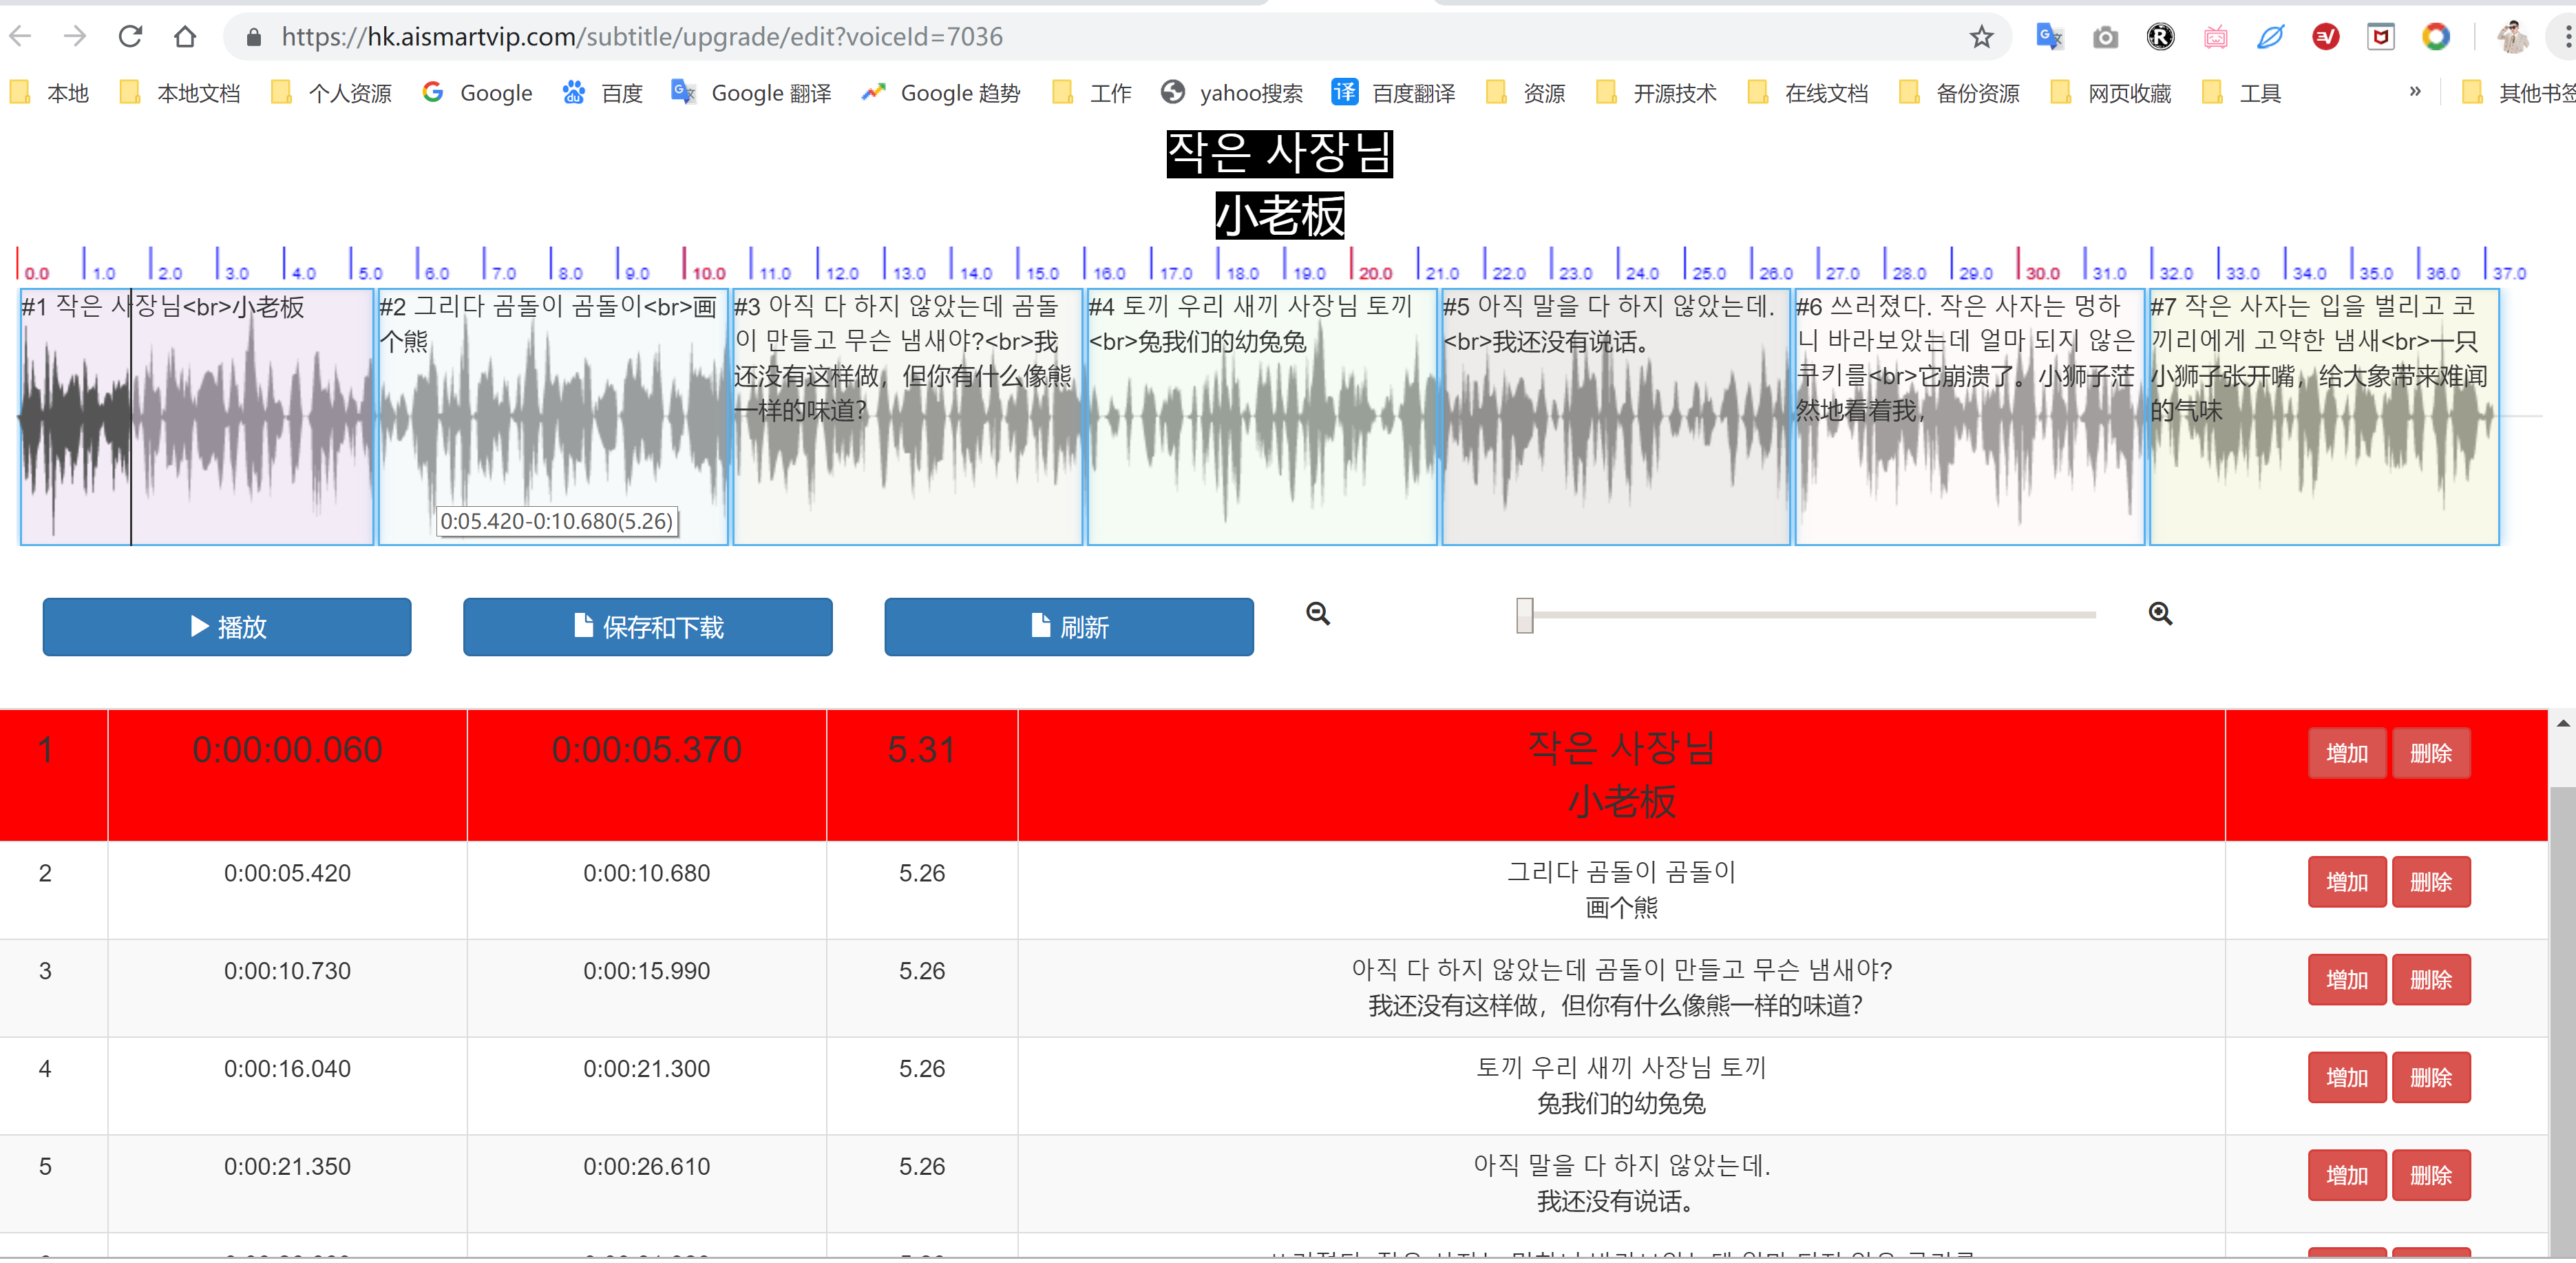 https://hk.aismartvip.com/subtitle/upgrade/edit?voiceId=7036
本地 本地文档 个人资源 Google 百度 Google 翻译 Google 趋势 工作 yahoo搜索 百度翻译 资源 开源技术 在线文档 备份资源 网页收藏 工具 » 其他书签
작은 사장님
小老板
0.0 1.0 2.0 3.0 4.0 5.0 6.0 7.0 8.0 9.0 10.0 11.0 12.0 13.0 14.0 15.0 16.0 17.0 18.0 19.0 20.0 21.0 22.0 23.0 24.0 25.0 26.0 27.0 28.0 29.0 30.0 31.0 32.0 33.0 34.0 35.0 36.0 37.0
#1 작은 사장님<br>小老板
#2 그리다 곰돌이 곰돌이<br>画
个熊
#3 아직 다 하지 않았는데 곰돌
이 만들고 무슨 냄새야?<br>我
还没有这样做，但你有什么像熊
一样的味道？
#4 토끼 우리 새끼 사장님 토끼
<br>兔我们的幼兔兔
#5 아직 말을 다 하지 않았는데.
<br>我还没有说话。
#6 쓰러졌다. 작은 사자는 멍하
니 바라보았는데 얼마 되지 않은
쿠키를<br>它崩溃了。小狮子茫
然地看着我，
#7 작은 사자는 입을 벌리고 코
끼리에게 고약한 냄새<br>一只
小狮子张开嘴，给大象带来难闻
的气味
0:05.420-0:10.680(5.26)
播放 保存和下载 刷新
1 0:00:00.060 0:00:05.370 5.31 작은 사장님 增加 删除
小老板
2 0:00:05.420 0:00:10.680 5.26 그리다 곰돌이 곰돌이 增加 删除
画个熊
3 0:00:10.730 0:00:15.990 5.26 아직 다 하지 않았는데 곰돌이 만들고 무슨 냄새야? 增加 删除
我还没有这样做，但你有什么像熊一样的味道？
4 0:00:16.040 0:00:21.300 5.26 토끼 우리 새끼 사장님 토끼 增加 删除
兔我们的幼兔兔
5 0:00:21.350 0:00:26.610 5.26 아직 말을 다 하지 않았는데. 增加 删除
我还没有说话。